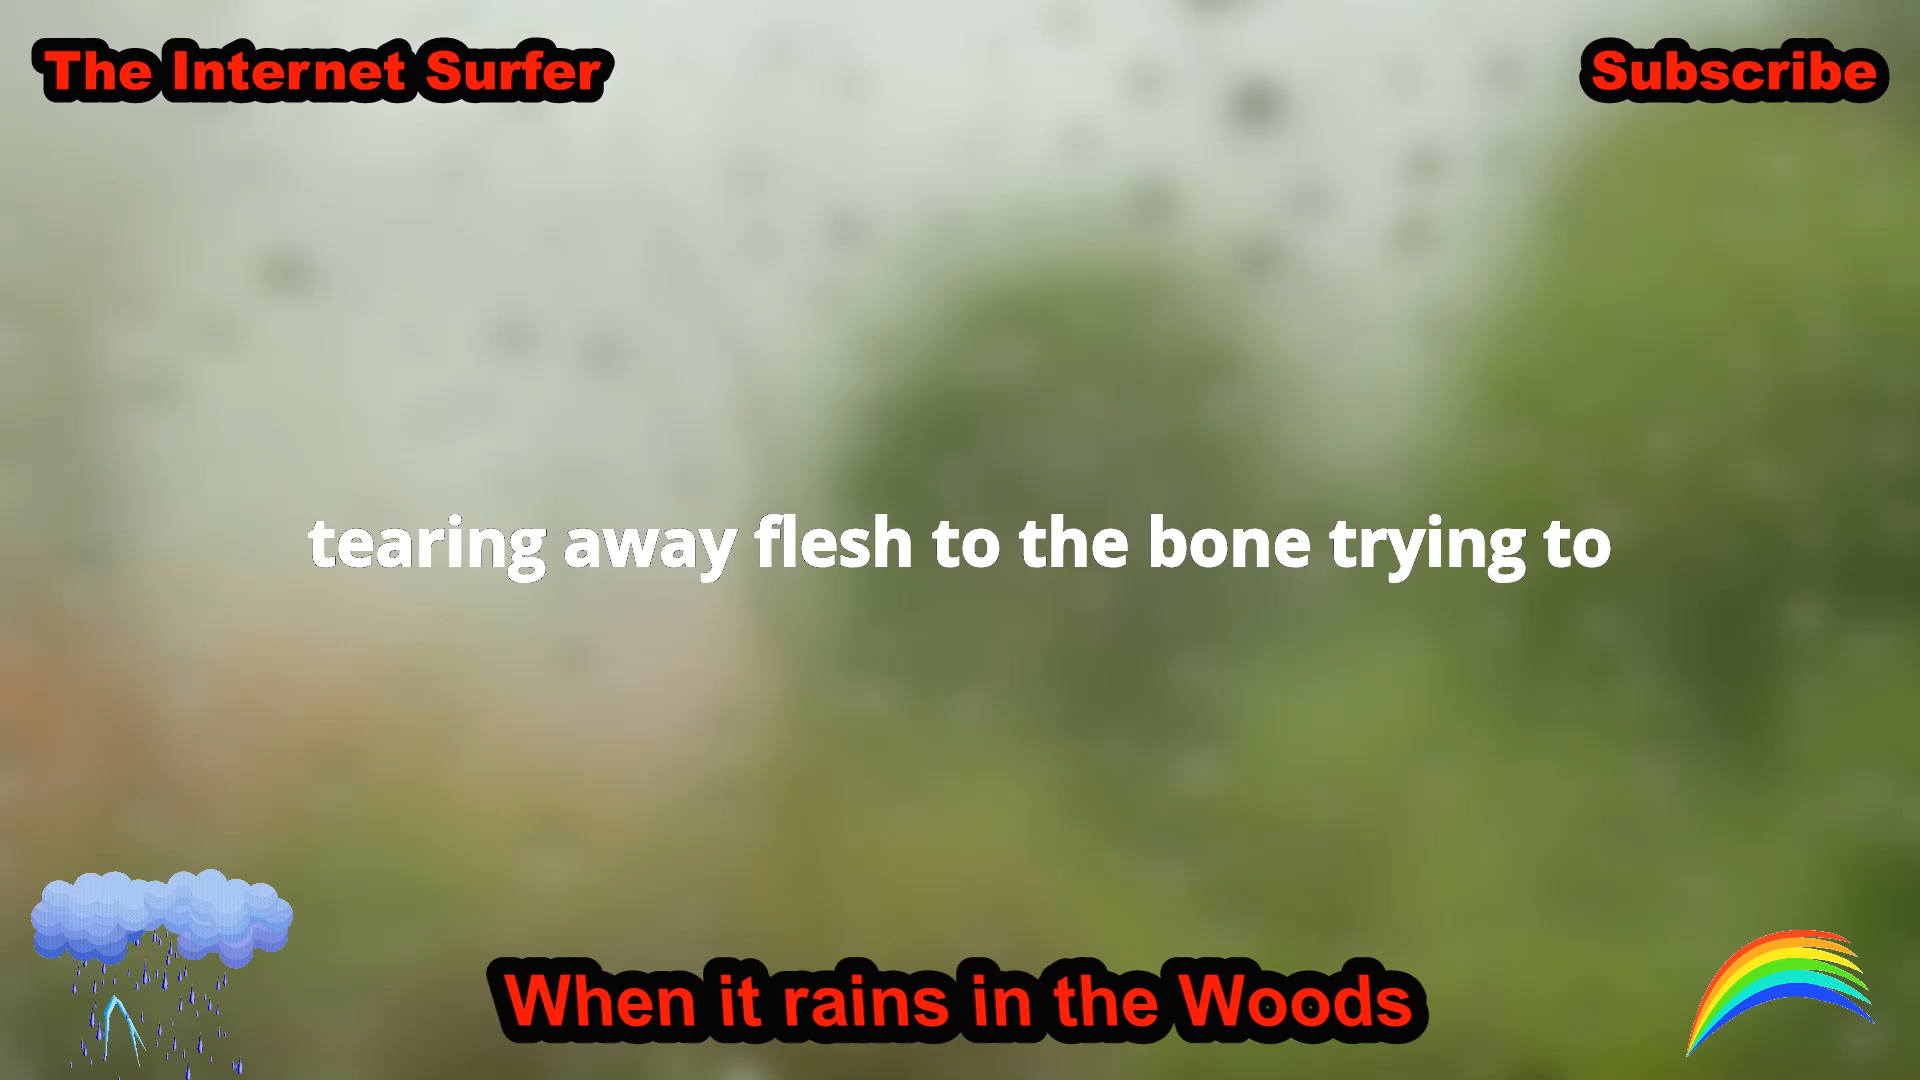 The Internet Surfer
Subscribe
tearing away flesh to the bone trying to
When it rains in the Woods